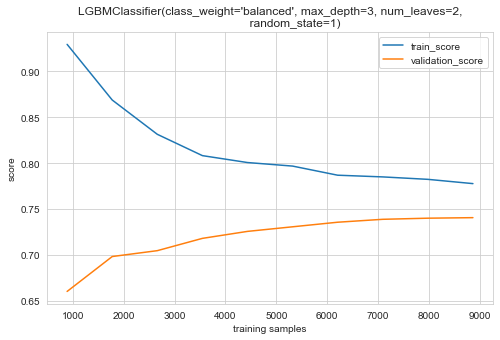 LGBMClassifier(class_weight='balanced', max_depth=3, num_leaves=2,
random_state=1)
train_score
validation_score
score
0.90
0.85
0.80
0.75
0.70
0.65
1000 2000 3000 4000 5000 6000 7000 8000 9000
training samples